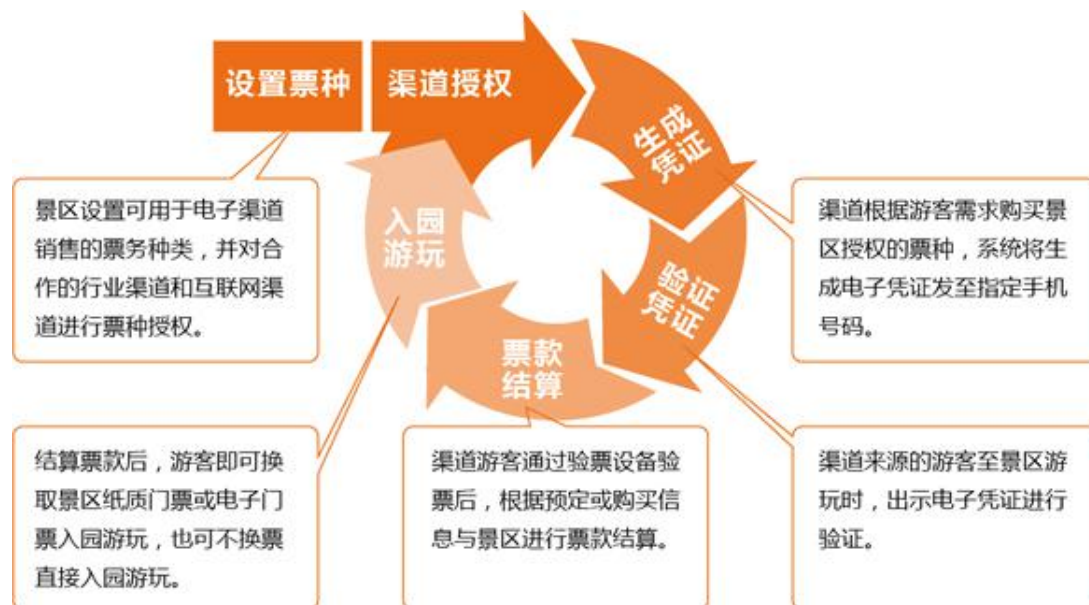 设置票种
渠道授权
生成
凭证
验证
凭证
票款
结算
入园
游玩
景区设置可用于电子渠道
销售的票务种类，并对合
作的行业渠道和互联网渠
道进行票种授权。
渠道根据游客需求购买景
区授权的票种，系统将生
成电子凭证发至指定手机
号码。
结算票款后，游客即可换
取景区纸质门票或电子门
票入园游玩，也可不换票
直接入园游玩。
渠道游客通过验票设备验
票后，根据预定或购买信
息与景区进行票款结算。
渠道来源的游客至景区游
玩时，出示电子凭证进行
验证。